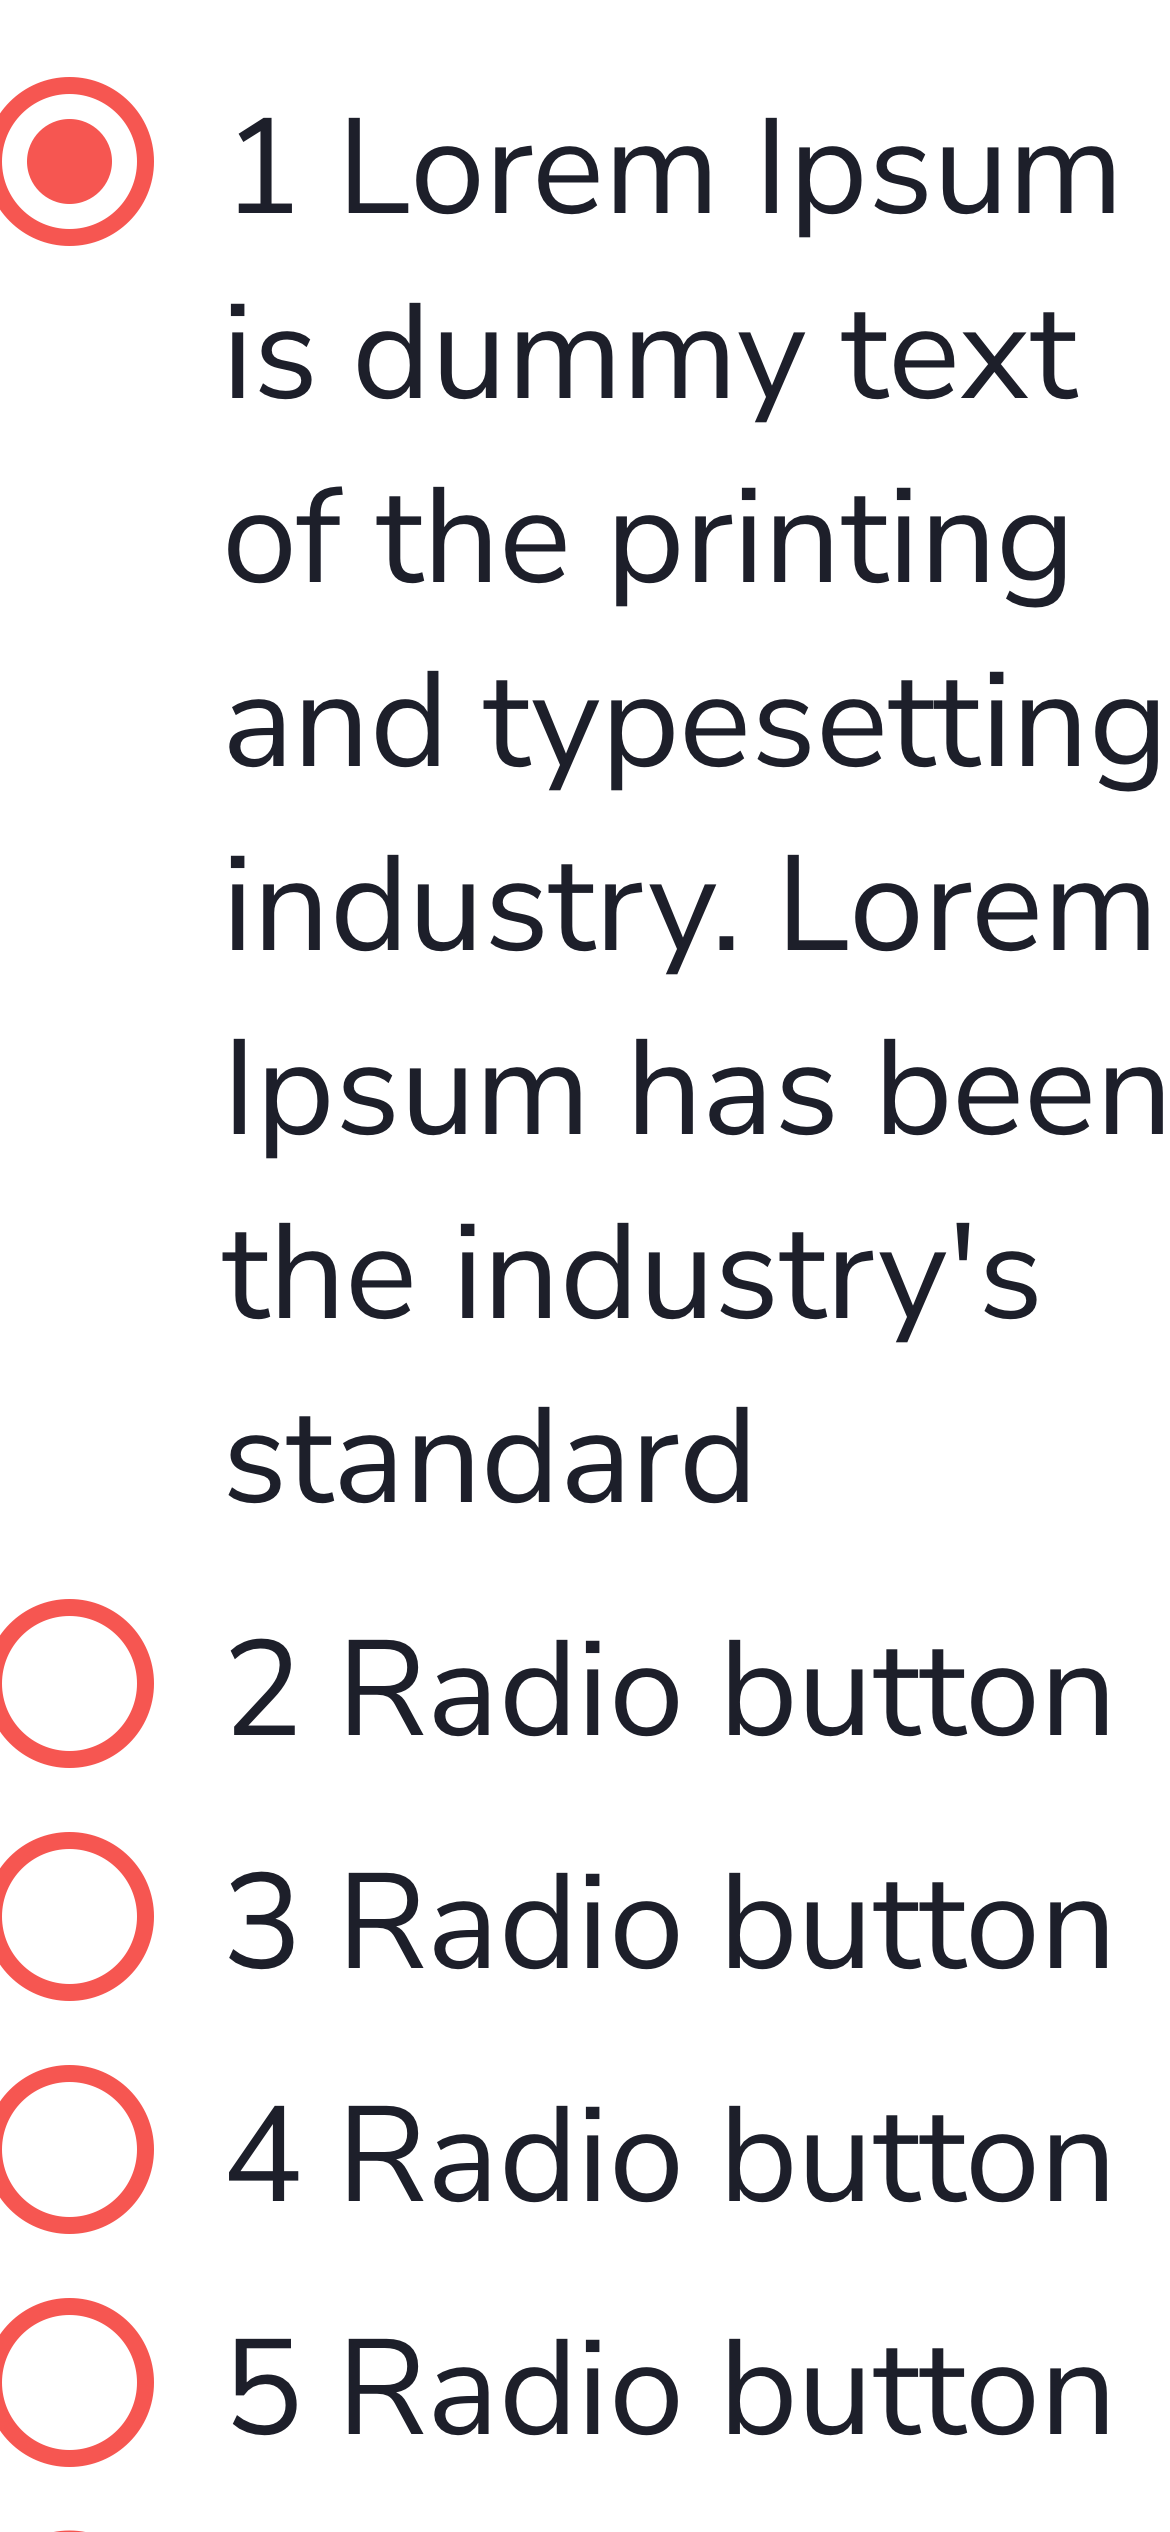 1 Lorem Ipsum
is dummy text
of the printing
and typesetting
industry. Lorem
Ipsum has been
the industry's
standard
2 Radio button
3 Radio button
4 Radio button
5 Radio button